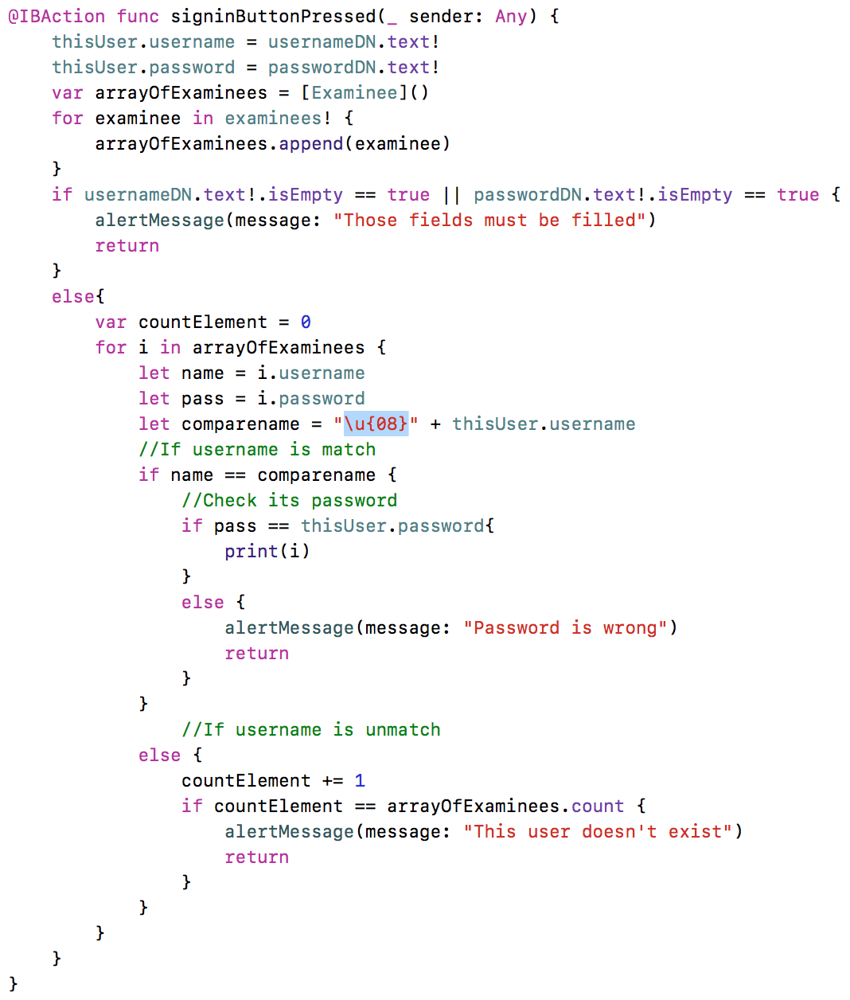 @IBAction func signinButtonPressed(_ sender: Any) {
    thisUser.username = usernameDN.text!
    thisUser.password = passwordDN.text!
    var arrayOfExaminees = [Examinee]()
    for examinee in examinees! {
        arrayOfExaminees.append(examinee)
    }
    if usernameDN.text!.isEmpty == true || passwordDN.text!.isEmpty == true {
        alertMessage(message: "Those fields must be filled")
        return
    }
    else{
        var countElement = 0
        for i in arrayOfExaminees {
            let name = i.username
            let pass = i.password
            let comparename = "\u{08}" + thisUser.username
            //If username is match
            if name == comparename {
                //Check its password
                if pass == thisUser.password{
                    print(i)
                }
                else {
                    alertMessage(message: "Password is wrong")
                    return
                }
            }
                //If username is unmatch
            else {
                countElement += 1
                if countElement == arrayOfExaminees.count {
                    alertMessage(message: "This user doesn't exist")
                    return
                }
            }
        }
    }
}